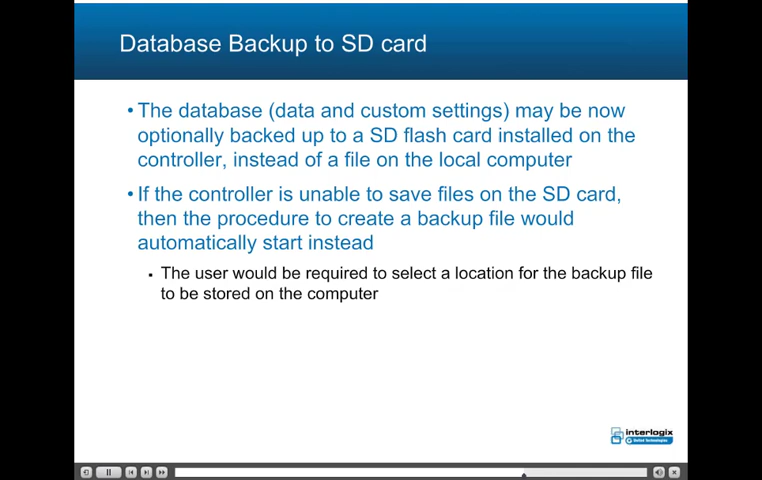 Database Backup to SD card
• The database (data and custom settings) may be now
optionally backed up to a SD flash card installed on the
controller, instead of a file on the local computer
• If the controller is unable to save files on the SD card,
then the procedure to create a backup file would
automatically start instead
▪ The user would be required to select a location for the backup file
to be stored on the computer
interlogix
United Technologies